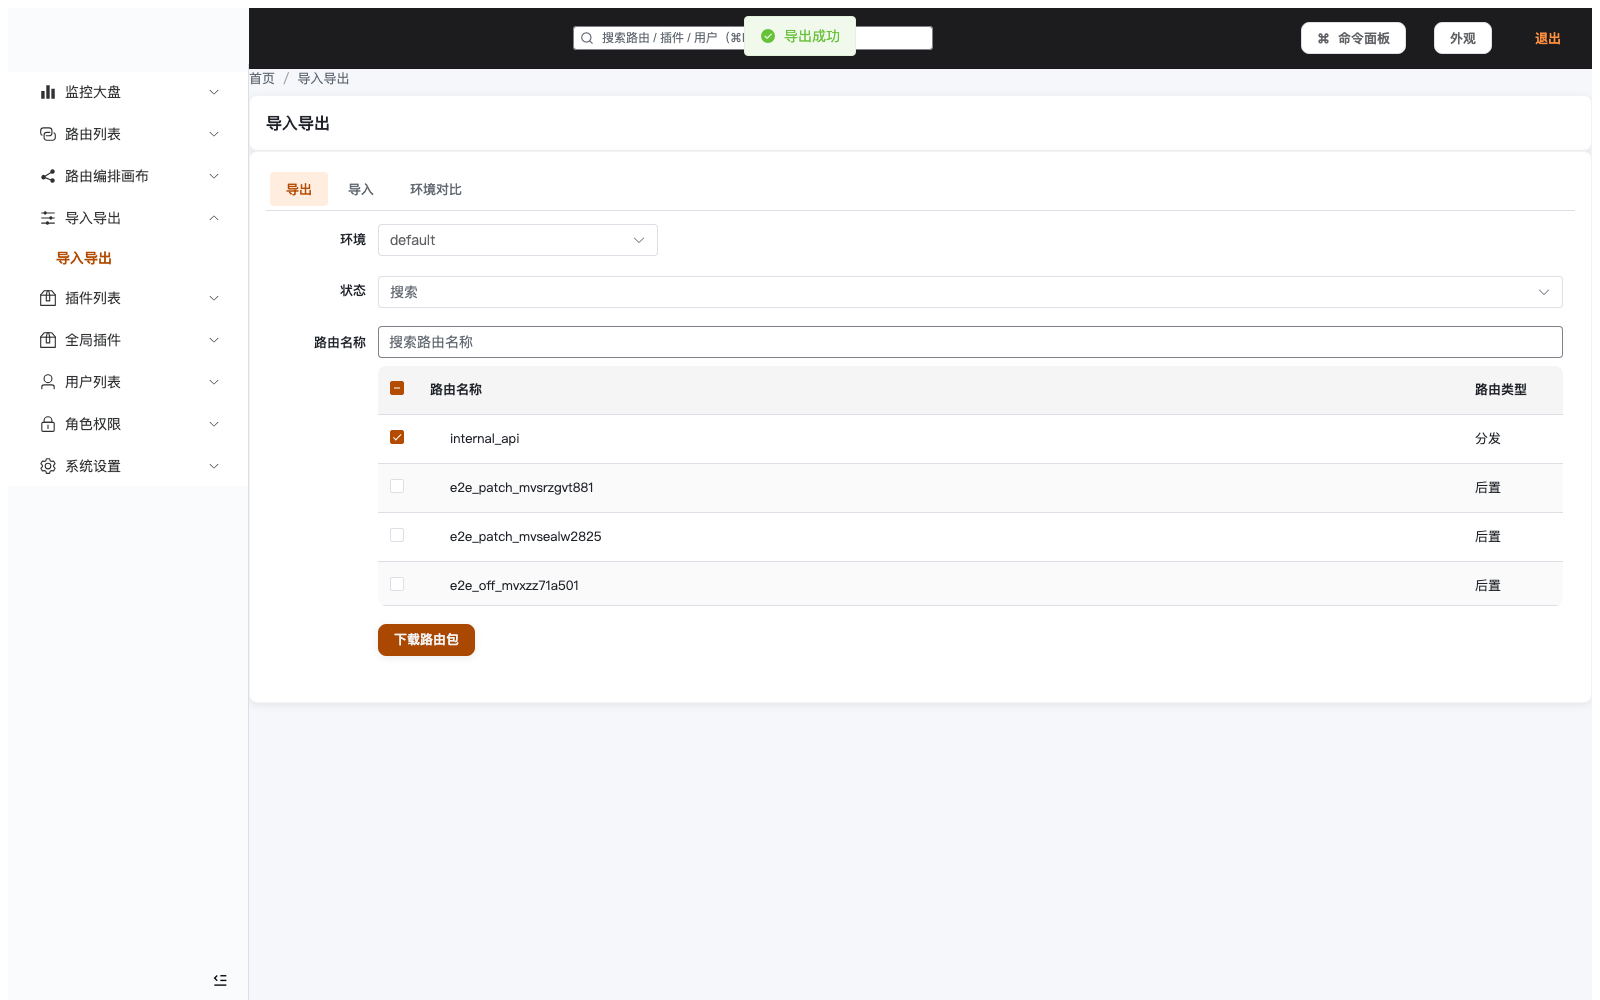 搜索路由 / 插件 / 用户（⌘
导出成功
⌘ 命令面板
外观
退出
监控大盘
路由列表
路由编排画布
导入导出
导入导出
插件列表
全局插件
用户列表
角色权限
系统设置
首页 / 导入导出
导入导出
导出
导入
环境对比
环境
default
状态
搜索
路由名称
搜索路由名称
路由名称
路由类型
internal_api
分发
e2e_patch_mvsrzgvt881
后置
e2e_patch_mvsealw2825
后置
e2e_off_mvxzz71a501
后置
下载路由包